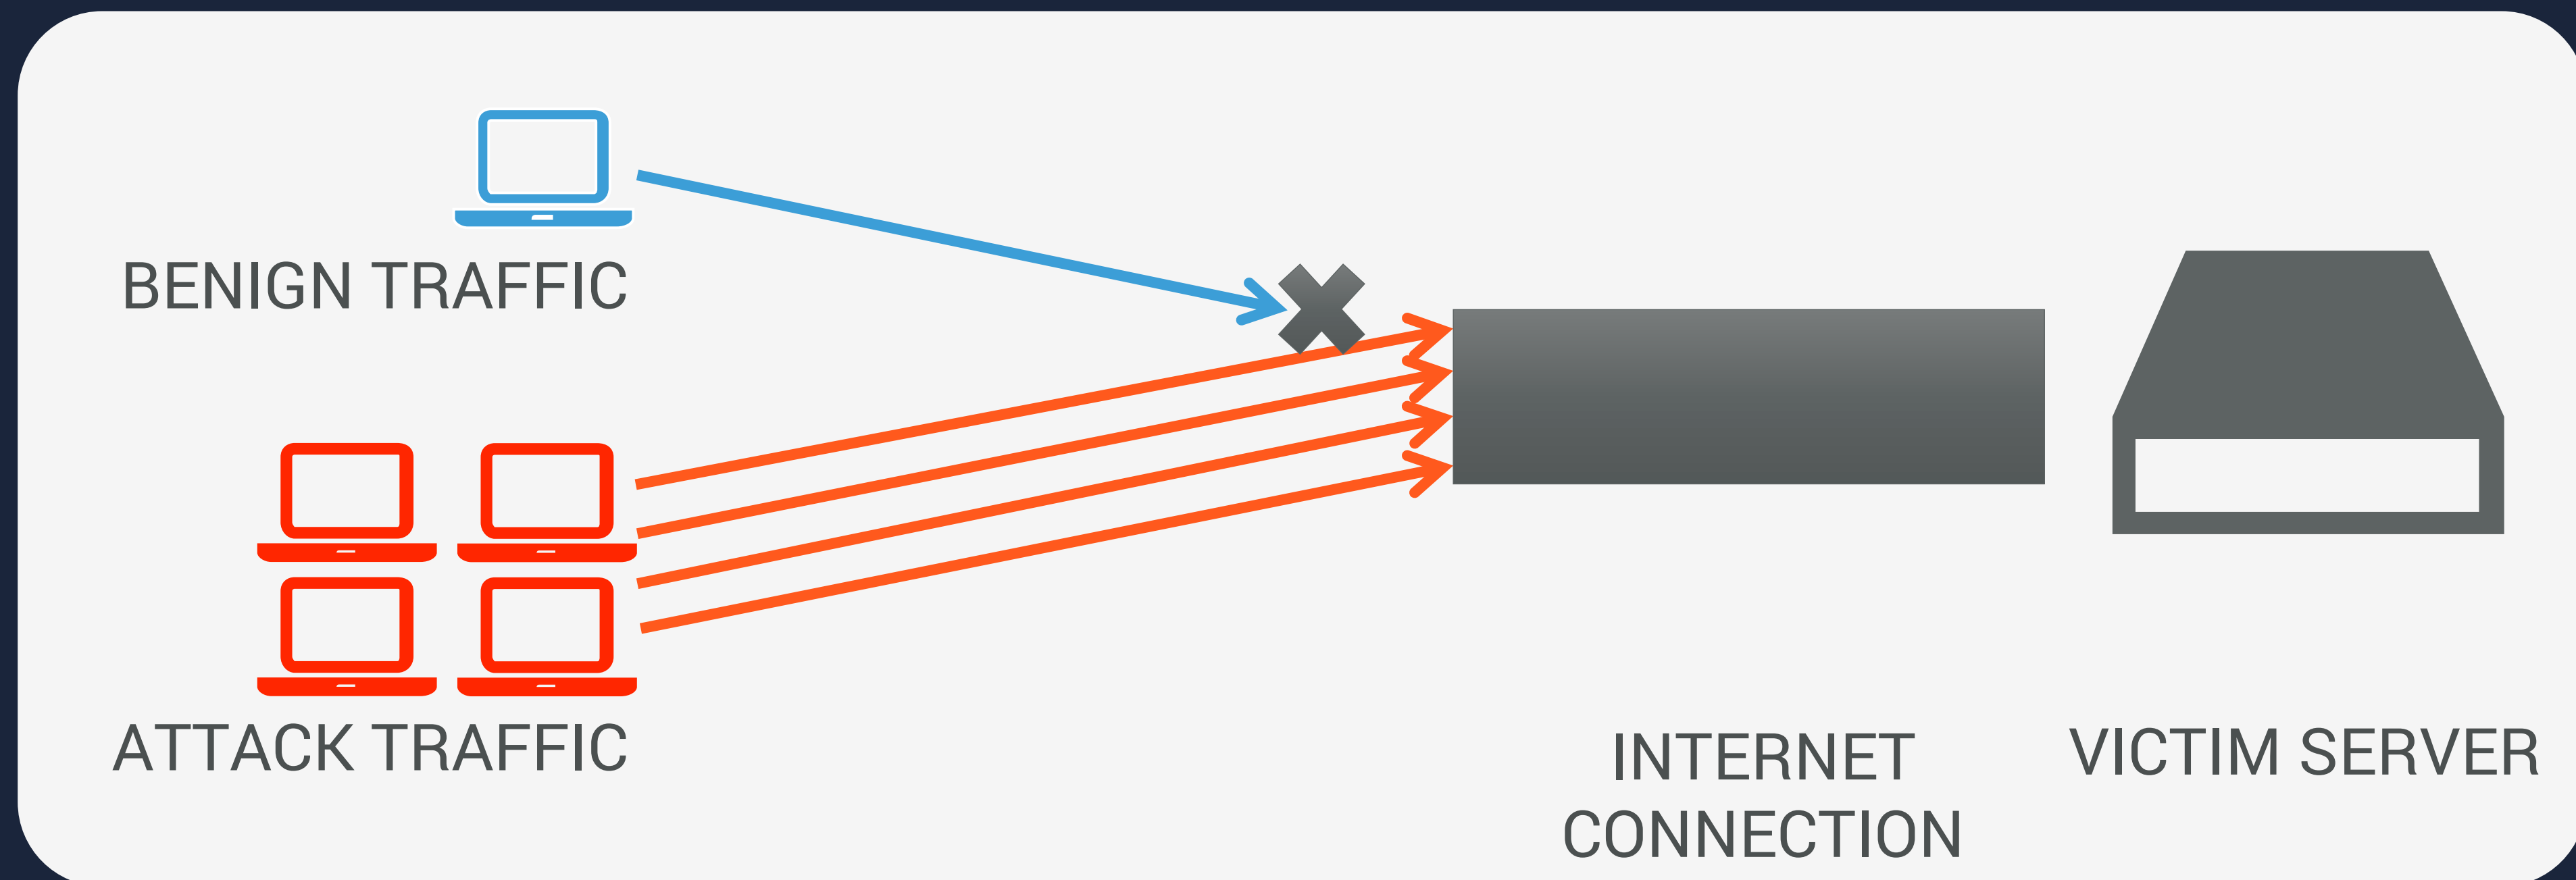 BENIGN TRAFFIC
ATTACK TRAFFIC
INTERNET
CONNECTION
VICTIM SERVER